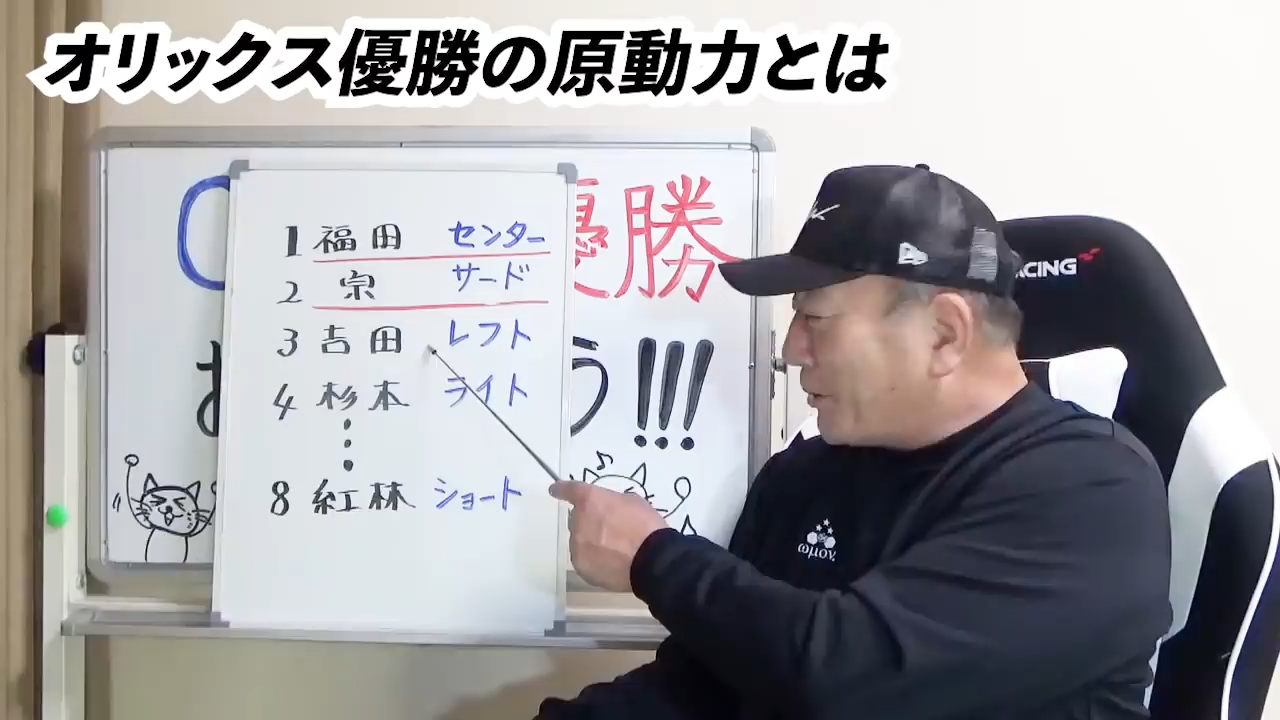 オリックス優勝の原動力とは
優勝
う!!!
1 福田 センター
2 宗 サード
3 吉田 レフト
4 杉本 ライト
8 紅林 ショート
RACING
ωμον.